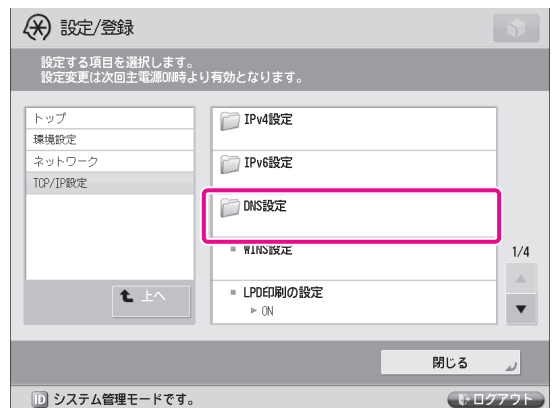 設定/登録
設定する項目を選択します。
設定変更は次回主電源ON時より有効となります。
トップ
環境設定
ネットワーク
TCP/IP設定
上へ
IPv4設定
IPv6設定
DNS設定
WINS設定
LPD印刷の設定
▶ ON
1/4
閉じる
ID システム管理モードです。
ログアウト